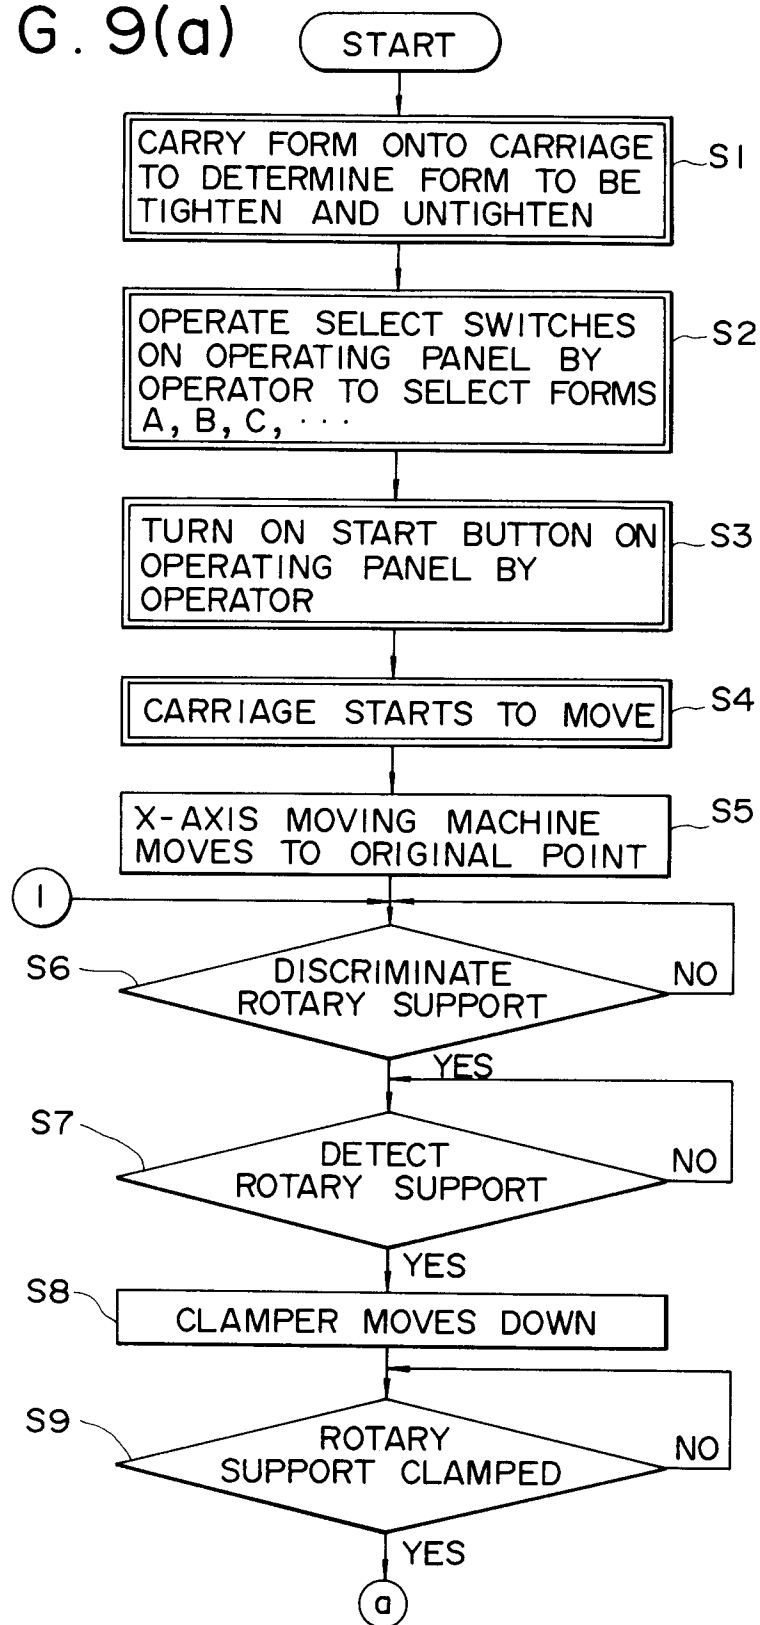 G. 9(a)
START
CARRY FORM ONTO CARRIAGE
TO DETERMINE FORM TO BE
TIGHTEN AND UNTIGHTEN
S1
OPERATE SELECT SWITCHES
ON OPERATING PANEL BY
OPERATOR TO SELECT FORMS
A, B, C, ···
S2
TURN ON START BUTTON ON
OPERATING PANEL BY
OPERATOR
S3
CARRIAGE STARTS TO MOVE
S4
X-AXIS MOVING MACHINE
MOVES TO ORIGINAL POINT
S5
1
S6
DISCRIMINATE
ROTARY SUPPORT
NO
YES
S7
DETECT
ROTARY SUPPORT
NO
YES
S8
CLAMPER MOVES DOWN
S9
ROTARY
SUPPORT CLAMPED
NO
YES
a